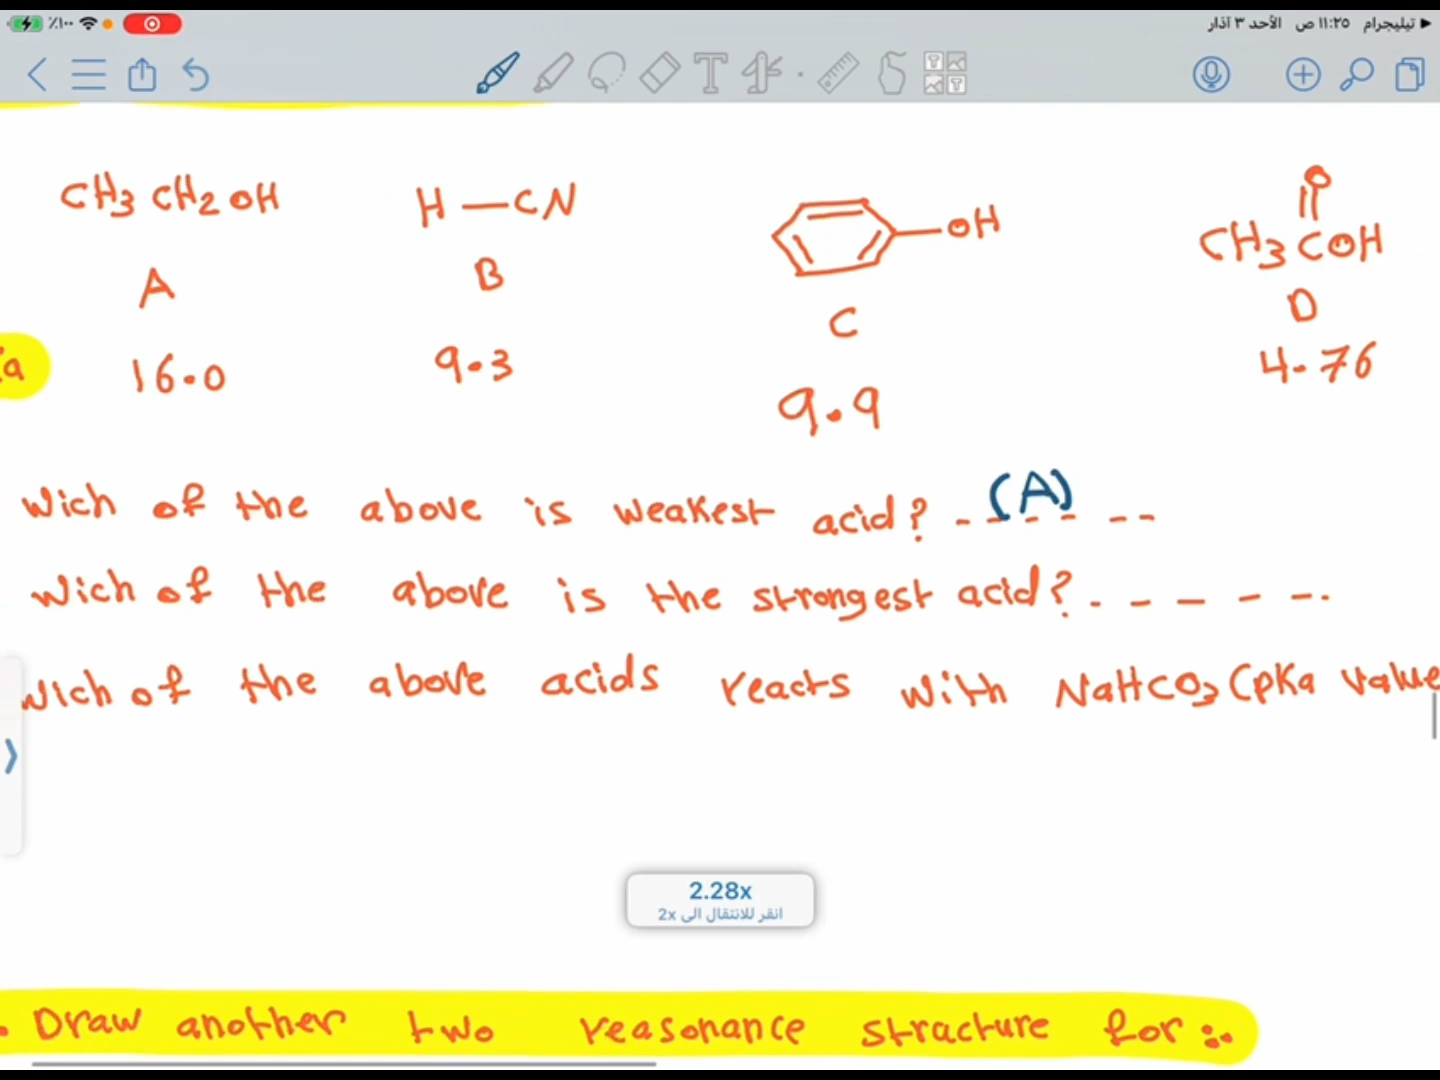 ٪١٠٠
◀ تيليجرام ١١:٢٥ ص الأحد ٣ آذار
CH3 CH2 OH
H — CN
OH
O
CH3 COH
A
B
C
D
a
16.0
9.3
9.9
4.76
Wich of the above is weakest acid? - - - - - -
(A)
Wich of the above is the strongest acid? - - - - - -
Wich of the above acids reacts with NaHCO3 (pKa value
2.28x
انقر للانتقال الى 2x
. Draw another two reasonance stracture for :.